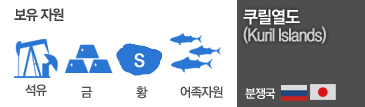 보유 자원
S
석유 금 황 어족자원
쿠릴열도
(Kuril Islands)
분쟁국